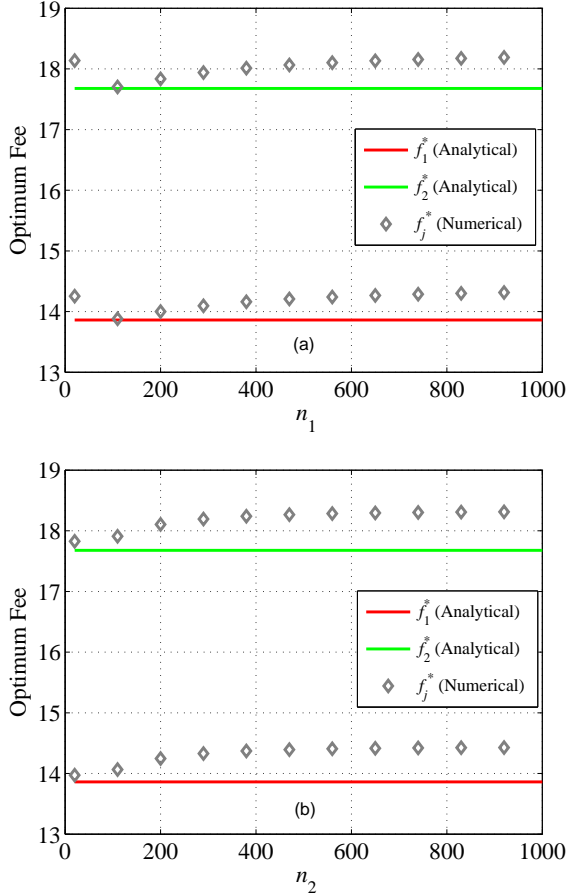 19
18
17
16
15
14
13
Optimum Fee
f₁* (Analytical)
f₂* (Analytical)
fⱼ* (Numerical)
(a)
0 200 400 600 800 1000
n₁
19
18
17
16
15
14
13
Optimum Fee
f₁* (Analytical)
f₂* (Analytical)
fⱼ* (Numerical)
(b)
0 200 400 600 800 1000
n₂